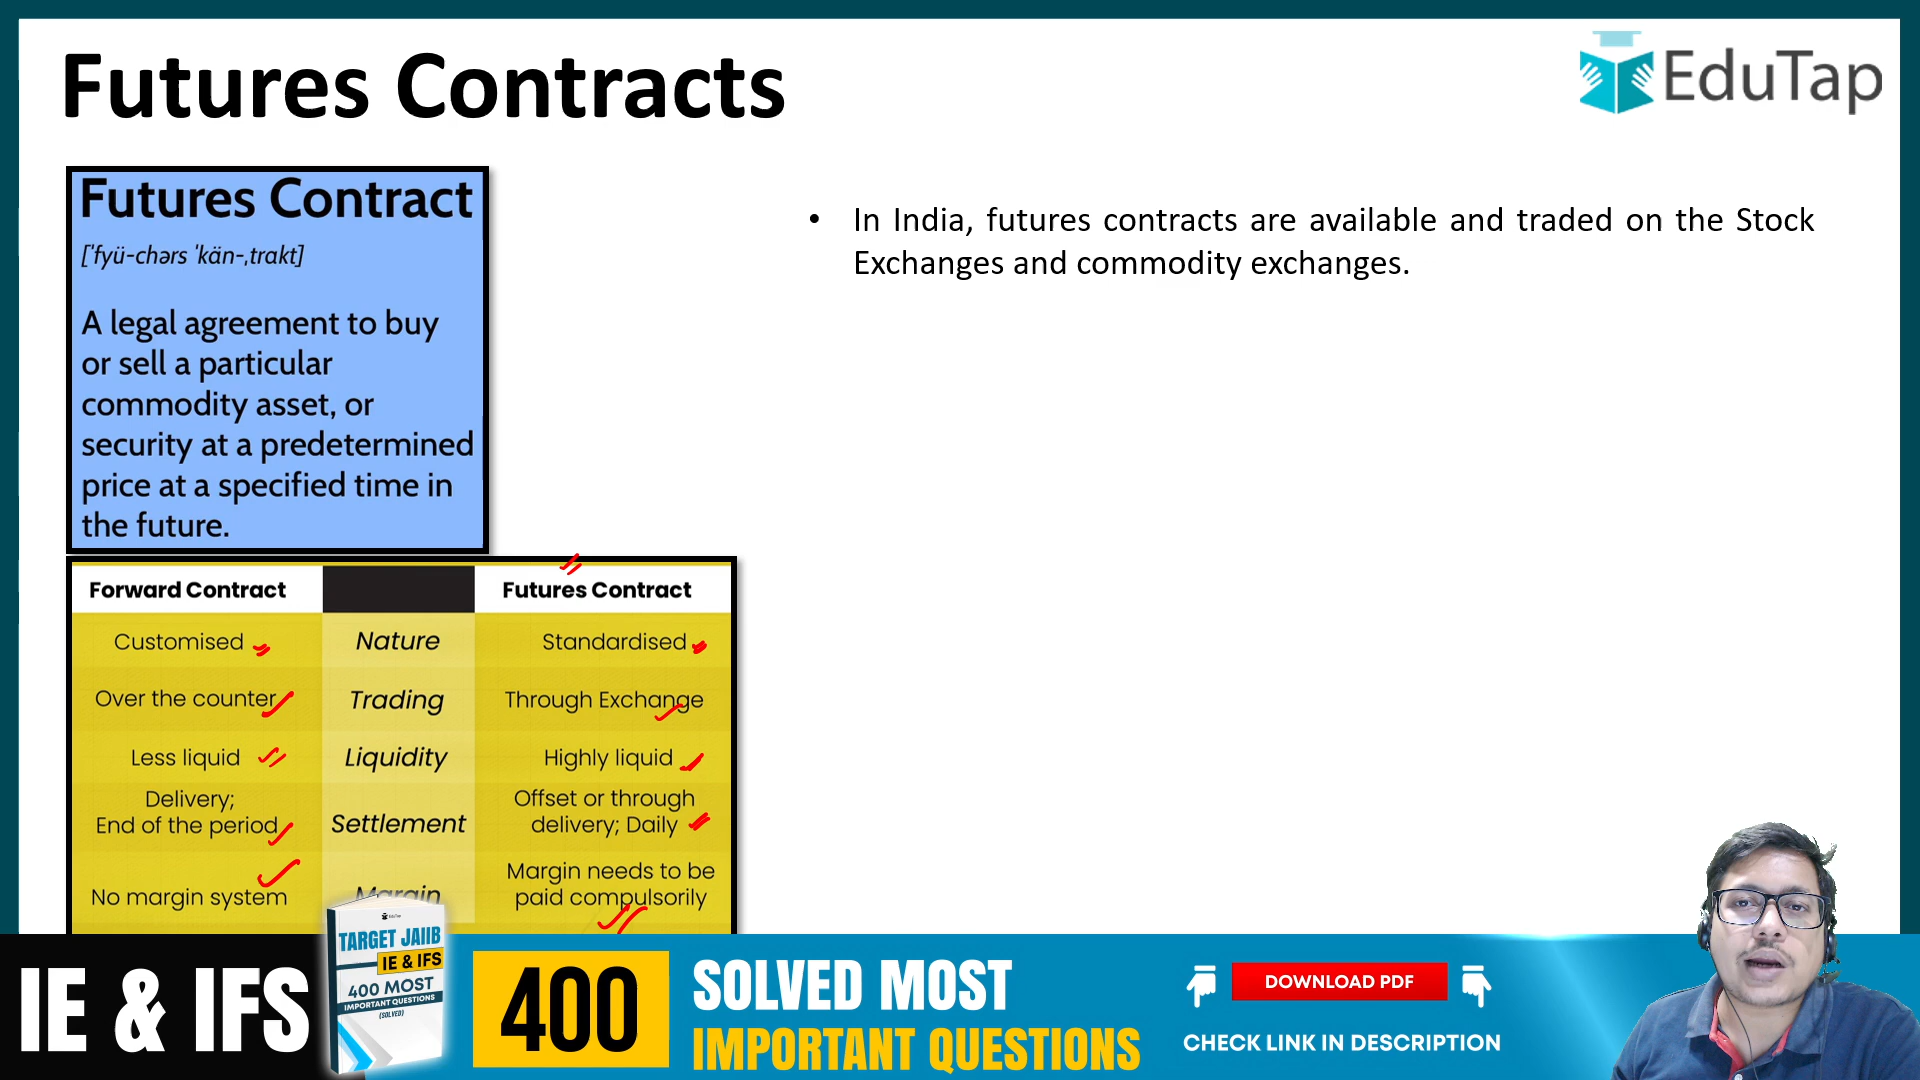 Futures Contracts
EduTap
Futures Contract
['fyü-chərs 'kän-ˌtrakt]
A legal agreement to buy
or sell a particular
commodity asset, or
security at a predetermined
price at a specified time in
the future.
• In India, futures contracts are available and traded on the Stock
Exchanges and commodity exchanges.
Forward Contract Futures Contract
Customised Nature Standardised
Over the counter Trading Through Exchange
Less liquid Liquidity Highly liquid
Delivery;
End of the period Settlement Offset or through
delivery; Daily
No margin system Margin Margin needs to be
paid compulsorily
IE & IFS
EduTap
TARGET JAIIB
IE & IFS
400 MOST
IMPORTANT QUESTIONS
(SOLVED)
400
SOLVED MOST
IMPORTANT QUESTIONS
DOWNLOAD PDF
CHECK LINK IN DESCRIPTION